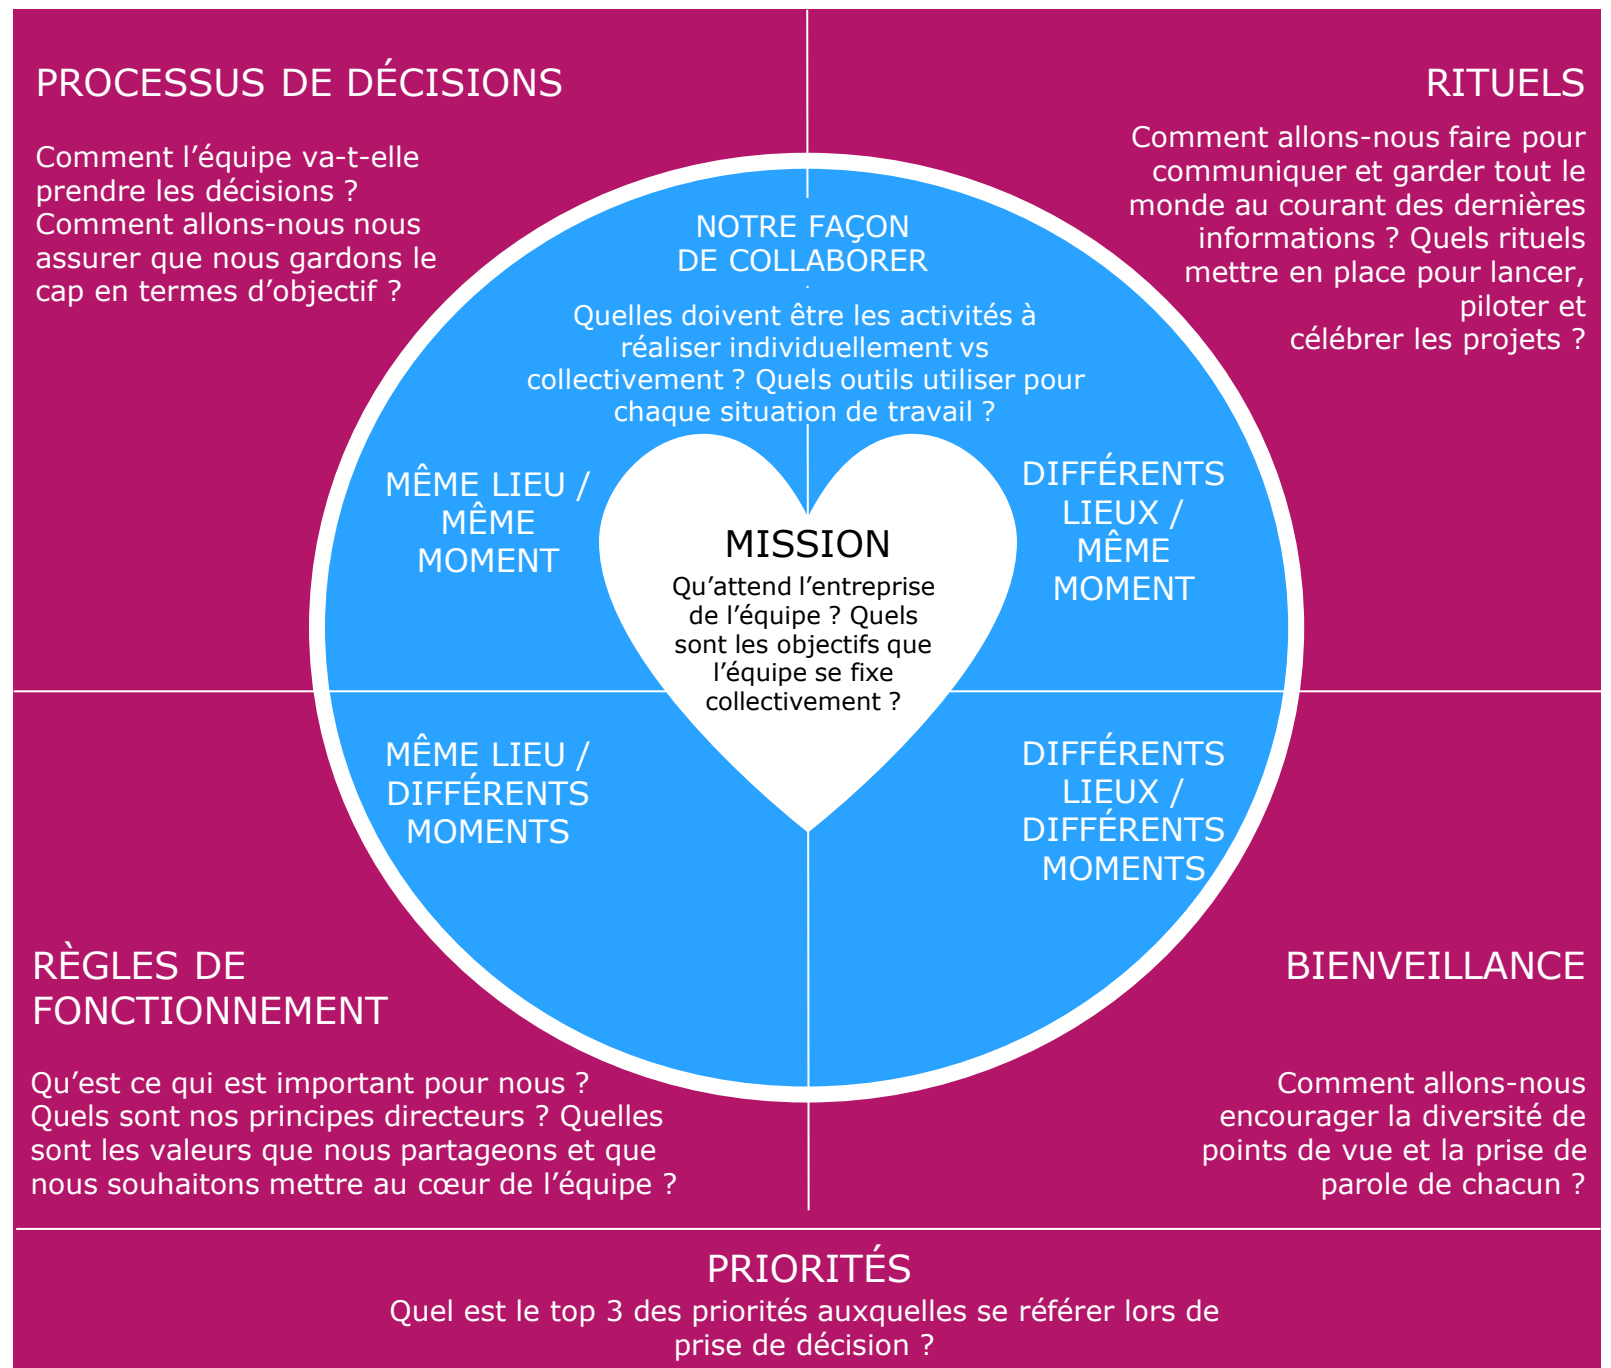 PROCESSUS DE DÉCISIONS
Comment l’équipe va-t-elle
prendre les décisions ?
Comment allons-nous nous
assurer que nous gardons le
cap en termes d’objectif ?
RITUELS
Comment allons-nous faire pour
communiquer et garder tout le
monde au courant des dernières
informations ? Quels rituels
mettre en place pour lancer,
piloter et
célébrer les projets ?
NOTRE FAÇON
DE COLLABORER
Quelles doivent être les activités à
réaliser individuellement vs
collectivement ? Quels outils utiliser pour
chaque situation de travail ?
MÊME LIEU /
MÊME
MOMENT
DIFFÉRENTS
LIEUX /
MÊME
MOMENT
MISSION
Qu’attend l’entreprise
de l’équipe ? Quels
sont les objectifs que
l’équipe se fixe
collectivement ?
MÊME LIEU /
DIFFÉRENTS
MOMENTS
DIFFÉRENTS
LIEUX /
DIFFÉRENTS
MOMENTS
RÈGLES DE
FONCTIONNEMENT
Qu’est ce qui est important pour nous ?
Quels sont nos principes directeurs ? Quelles
sont les valeurs que nous partageons et que
nous souhaitons mettre au cœur de l’équipe ?
BIENVEILLANCE
Comment allons-nous
encourager la diversité de
points de vue et la prise de
parole de chacun ?
PRIORITÉS
Quel est le top 3 des priorités auxquelles se référer lors de
prise de décision ?